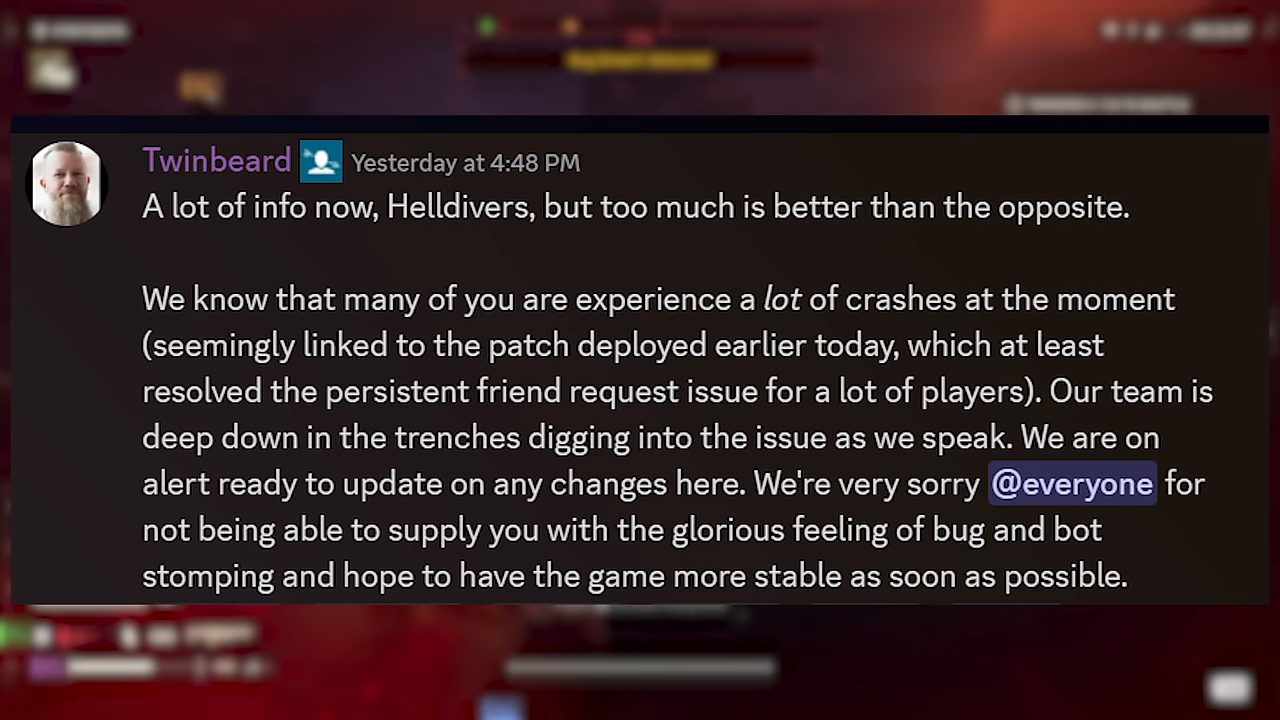 Twinbeard Yesterday at 4:48 PM
A lot of info now, Helldivers, but too much is better than the opposite.
We know that many of you are experience a lot of crashes at the moment
(seemingly linked to the patch deployed earlier today, which at least
resolved the persistent friend request issue for a lot of players). Our team is
deep down in the trenches digging into the issue as we speak. We are on
alert ready to update on any changes here. We're very sorry @everyone for
not being able to supply you with the glorious feeling of bug and bot
stomping and hope to have the game more stable as soon as possible.